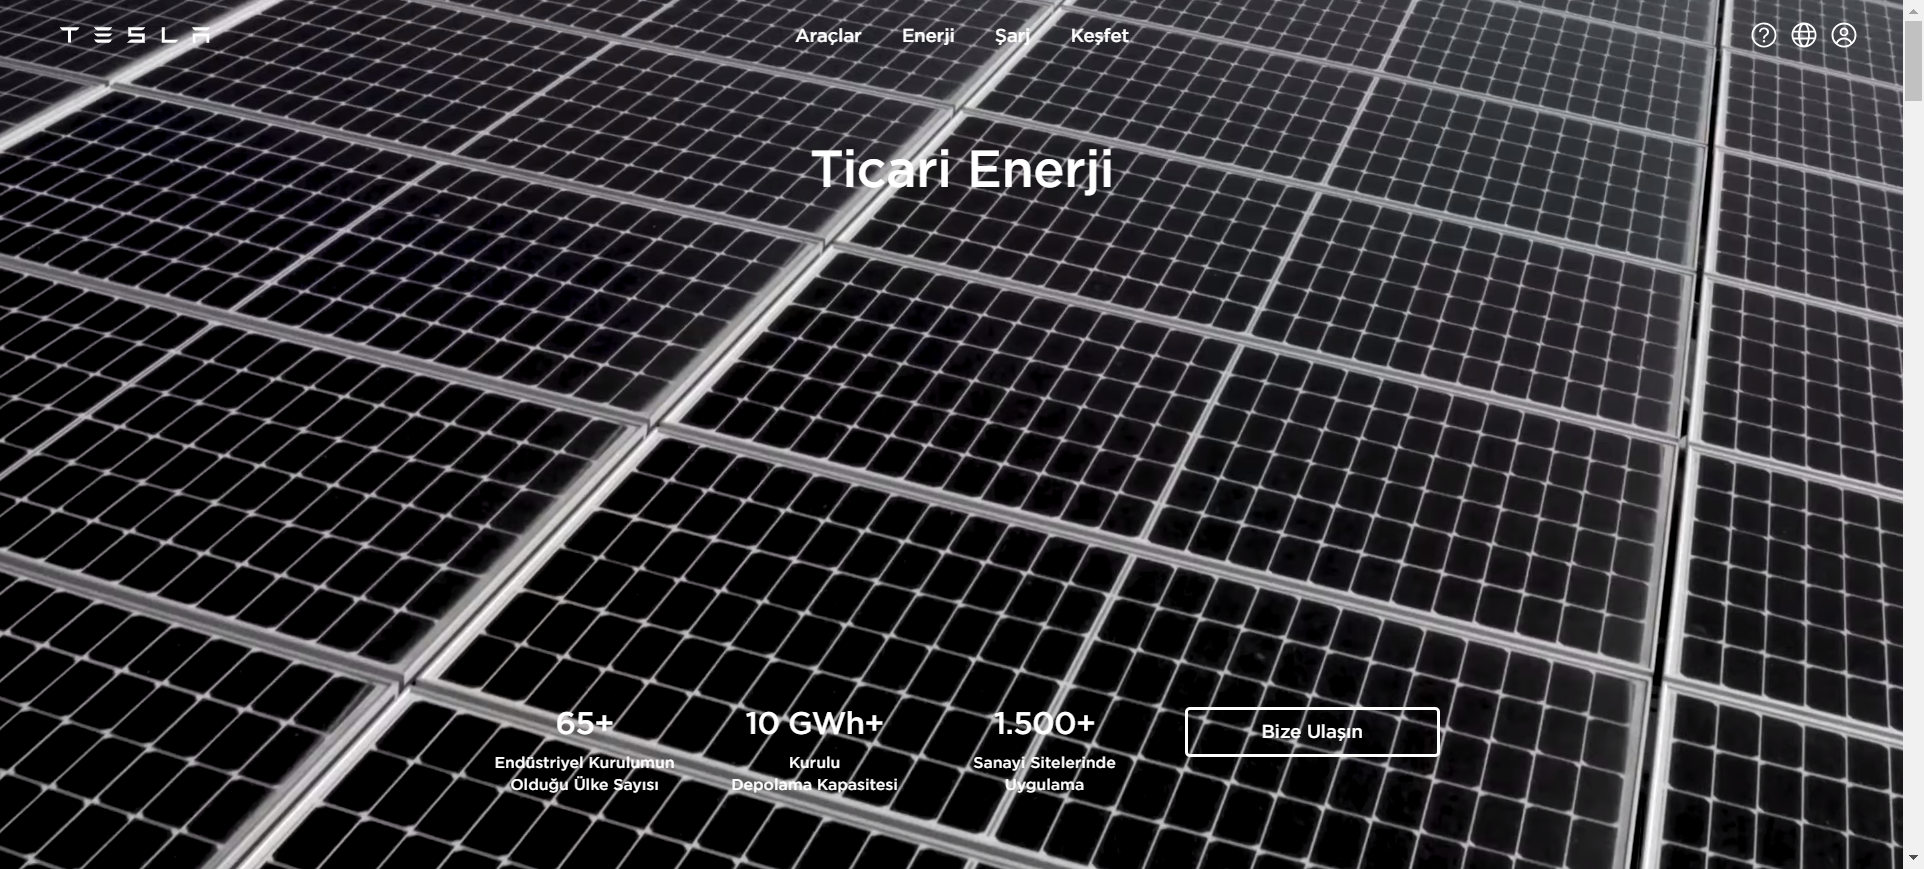 TESLA
Araçlar
Enerji
Şarj
Keşfet
Ticari Enerji
65+
Endüstriyel Kurulumun
Olduğu Ülke Sayısı
10 GWh+
Kurulu
Depolama Kapasitesi
1.500+
Sanayi Sitelerinde
Uygulama
Bize Ulaşın